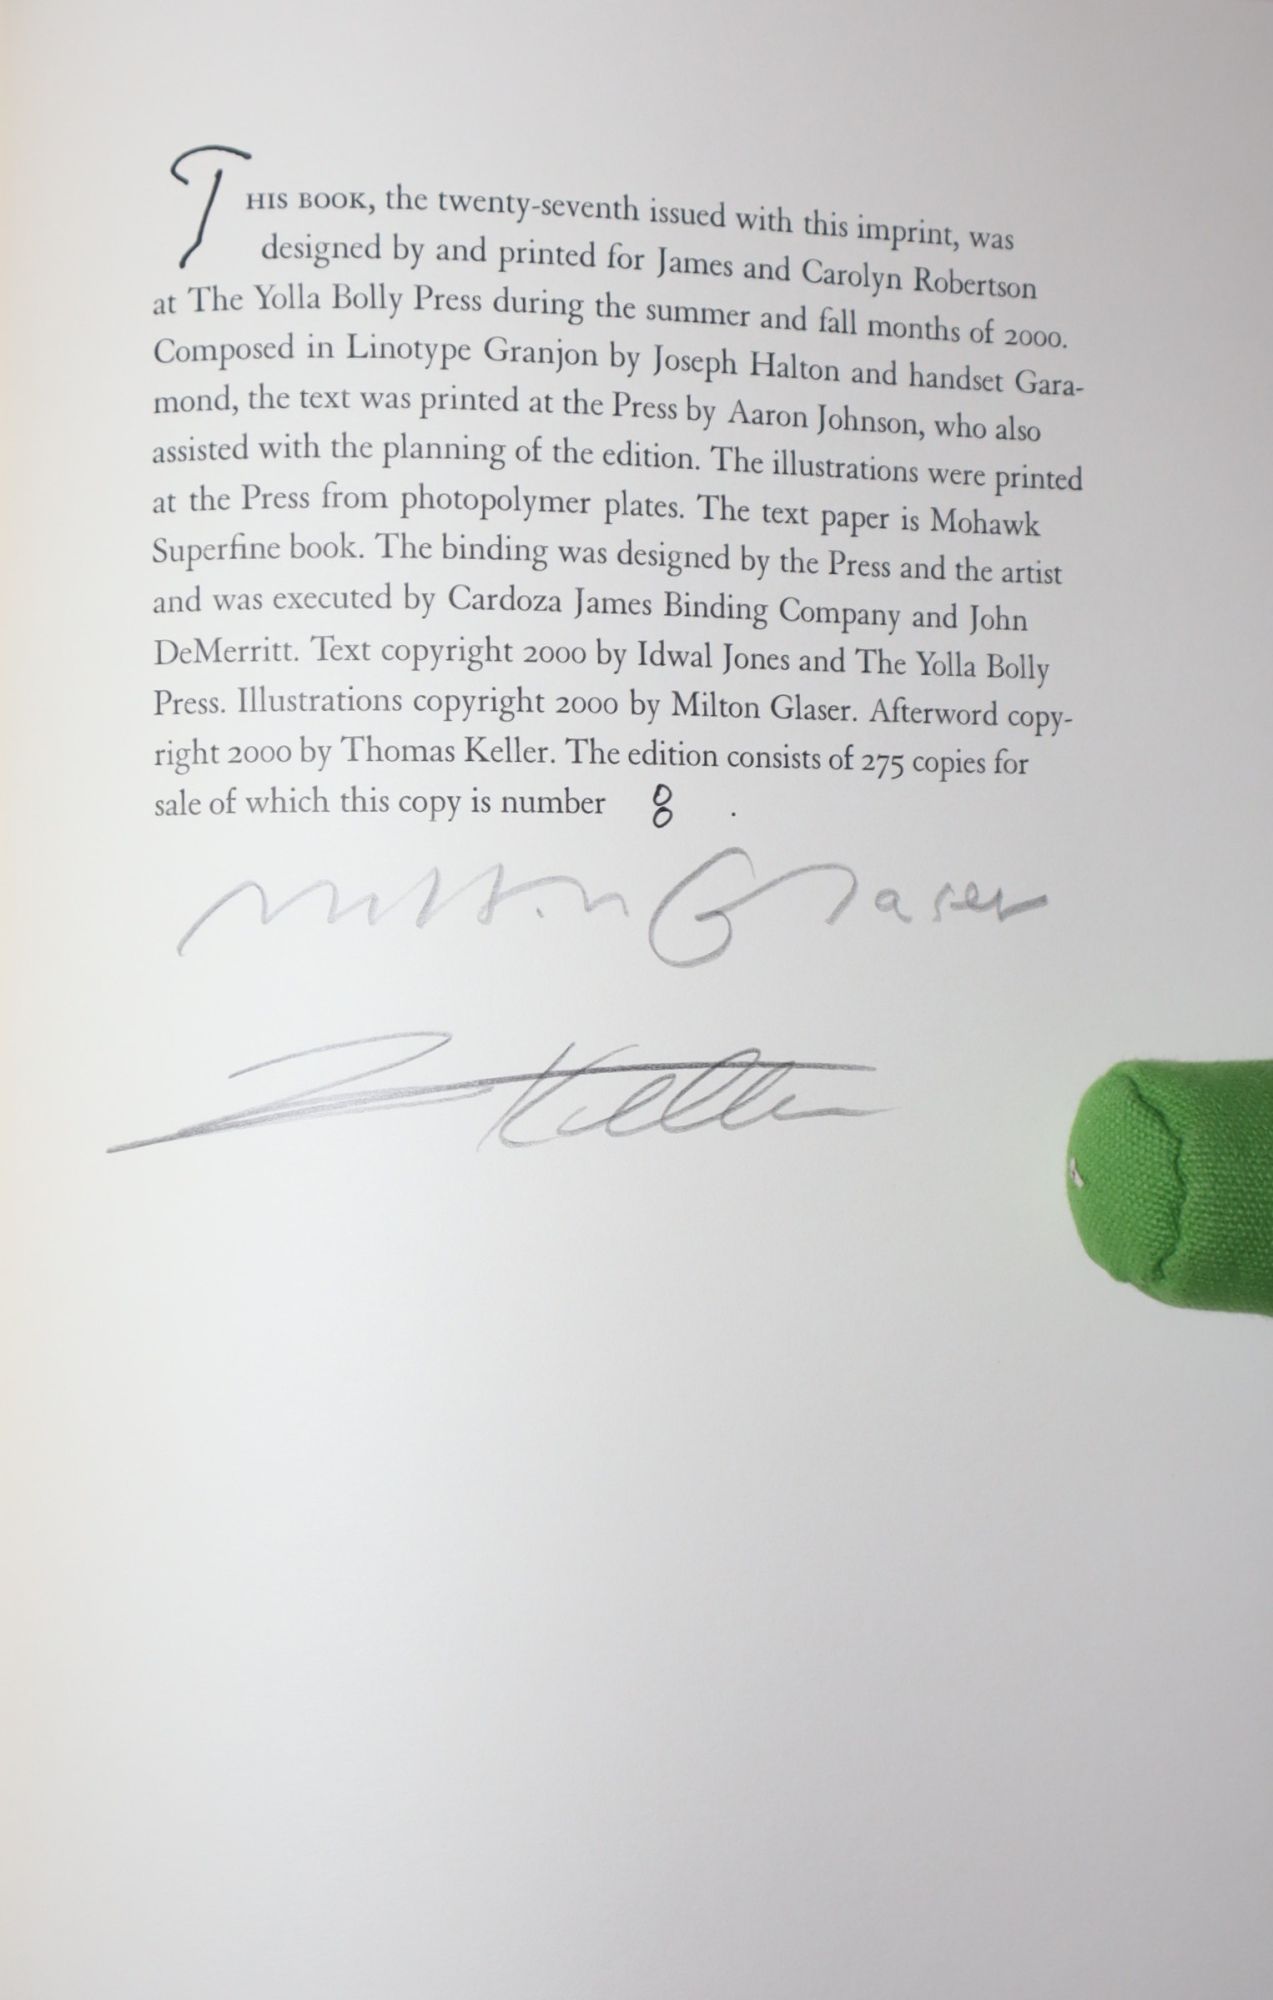 THIS BOOK, the twenty-seventh issued with this imprint, was
designed by and printed for James and Carolyn Robertson
at The Yolla Bolly Press during the summer and fall months of 2000.
Composed in Linotype Granjon by Joseph Halton and handset Gara-
mond, the text was printed at the Press by Aaron Johnson, who also
assisted with the planning of the edition. The illustrations were printed
at the Press from photopolymer plates. The text paper is Mohawk
Superfine book. The binding was designed by the Press and the artist
and was executed by Cardoza James Binding Company and John
DeMerritt. Text copyright 2000 by Idwal Jones and The Yolla Bolly
Press. Illustrations copyright 2000 by Milton Glaser. Afterword copy-
right 2000 by Thomas Keller. The edition consists of 275 copies for
sale of which this copy is number 8 .
Milton Glaser
Keller